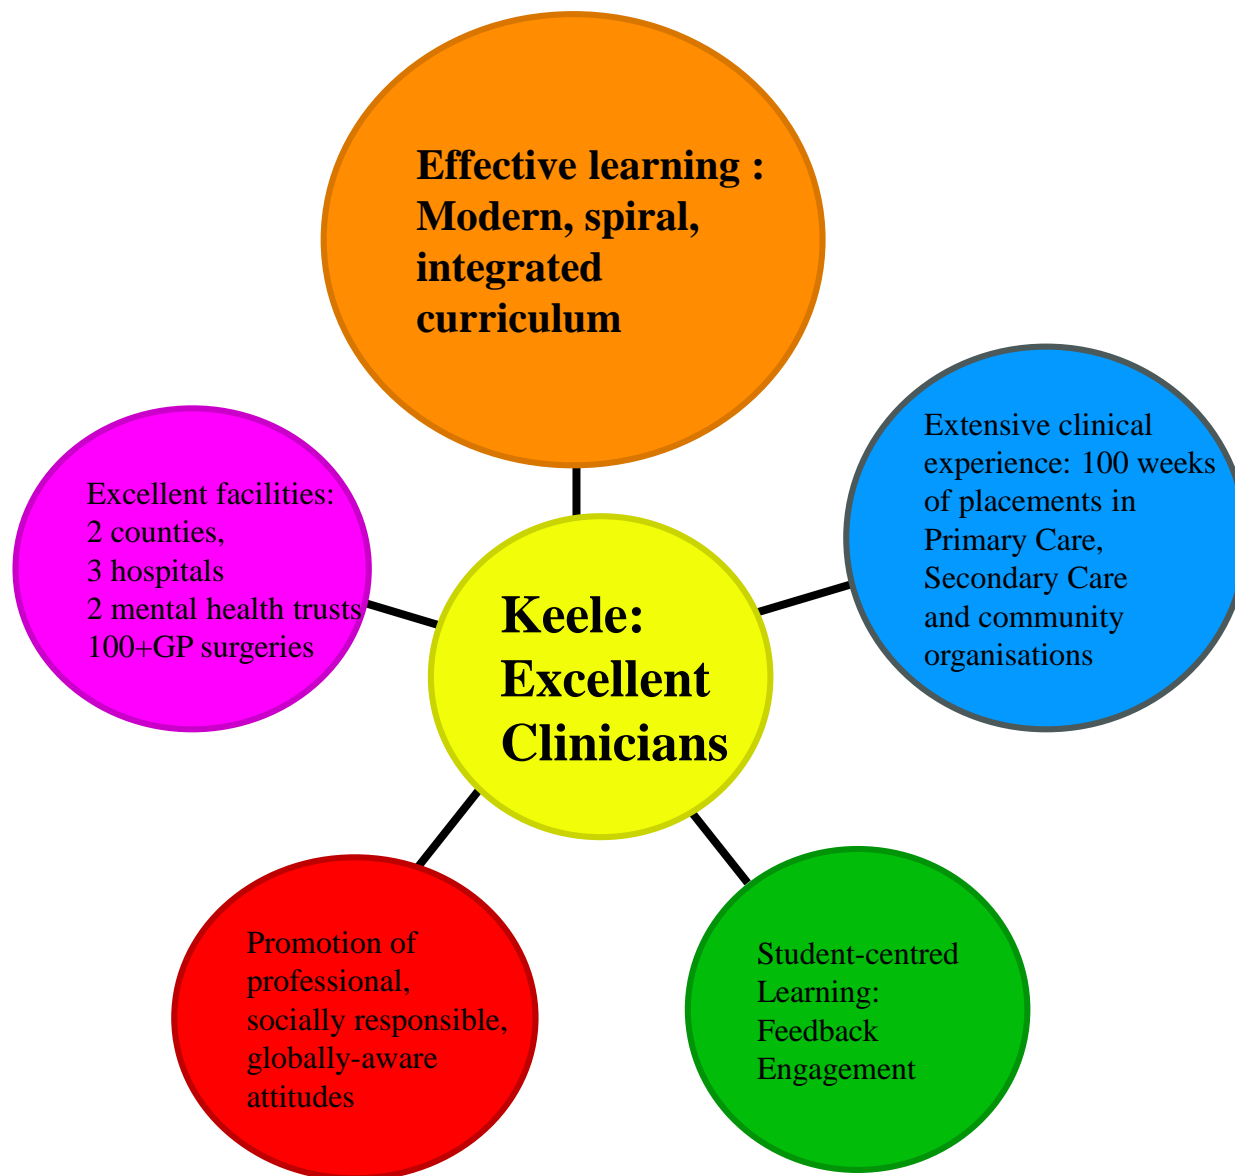 Effective learning :
Modern, spiral,
integrated
curriculum
Extensive clinical
experience: 100 weeks
of placements in
Primary Care,
Secondary Care
and community
organisations
Excellent facilities:
2 counties,
3 hospitals
2 mental health trusts
100+GP surgeries
Keele:
Excellent
Clinicians
Promotion of
professional,
socially responsible,
globally-aware
attitudes
Student-centred
Learning:
Feedback
Engagement